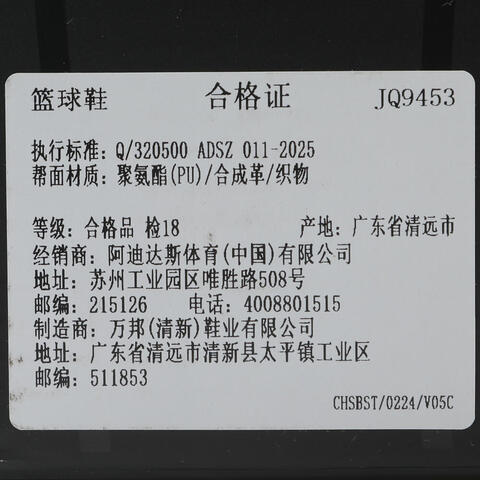 篮球鞋 合格证 JQ9453
执行标准: Q/320500 ADSZ 011-2025
帮面材质: 聚氨酯(PU)/合成革/织物
等级: 合格品 检18 产地: 广东省清远市
经销商: 阿迪达斯体育(中国)有限公司
地址: 苏州工业园区唯胜路508号
邮编: 215126 电话: 4008801515
制造商: 万邦(清新)鞋业有限公司
地址: 广东省清远市清新县太平镇工业区
邮编: 511853
CHSBST/0224/V05C